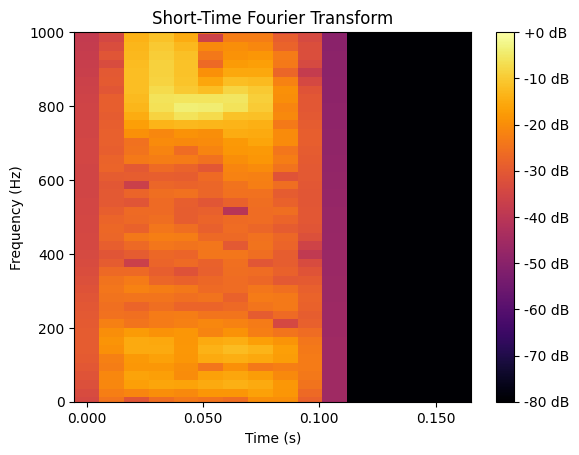 Short-Time Fourier Transform
1000
800
600
400
200
0
Frequency (Hz)
0.000
0.050
0.100
0.150
Time (s)
+0 dB
-10 dB
-20 dB
-30 dB
-40 dB
-50 dB
-60 dB
-70 dB
-80 dB